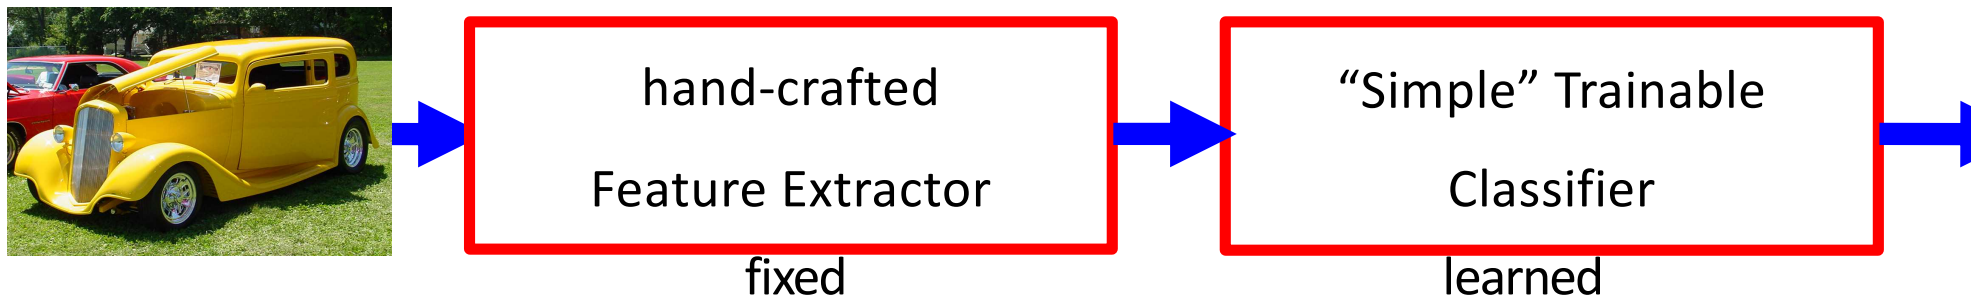 hand-crafted
Feature Extractor
fixed
“Simple” Trainable
Classifier
learned